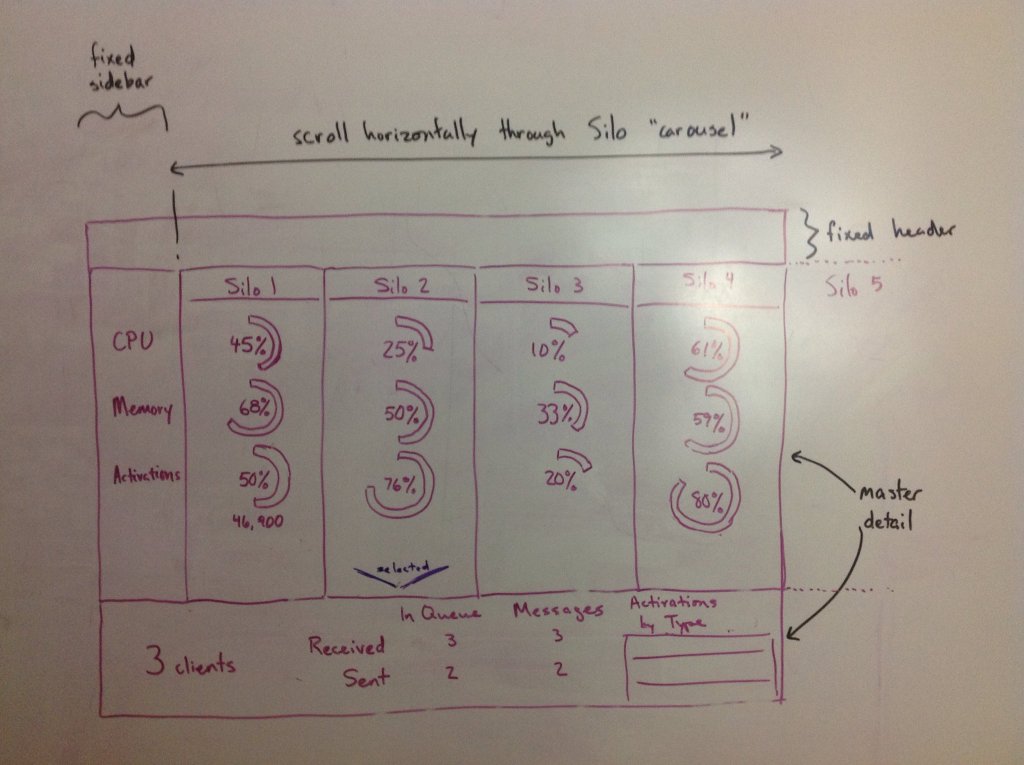 fixed
sidebar
scroll horizontally through Silo "carousel"
fixed header
Silo 1
Silo 2
Silo 3
Silo 4
Silo 5
CPU
45%
25%
10%
61%
Memory
68%
50%
33%
59%
Activations
50%
76%
20%
80%
46,900
master
detail
selected
In Queue
Messages
Activations
by Type
3 clients
Received
3
3
Sent
2
2